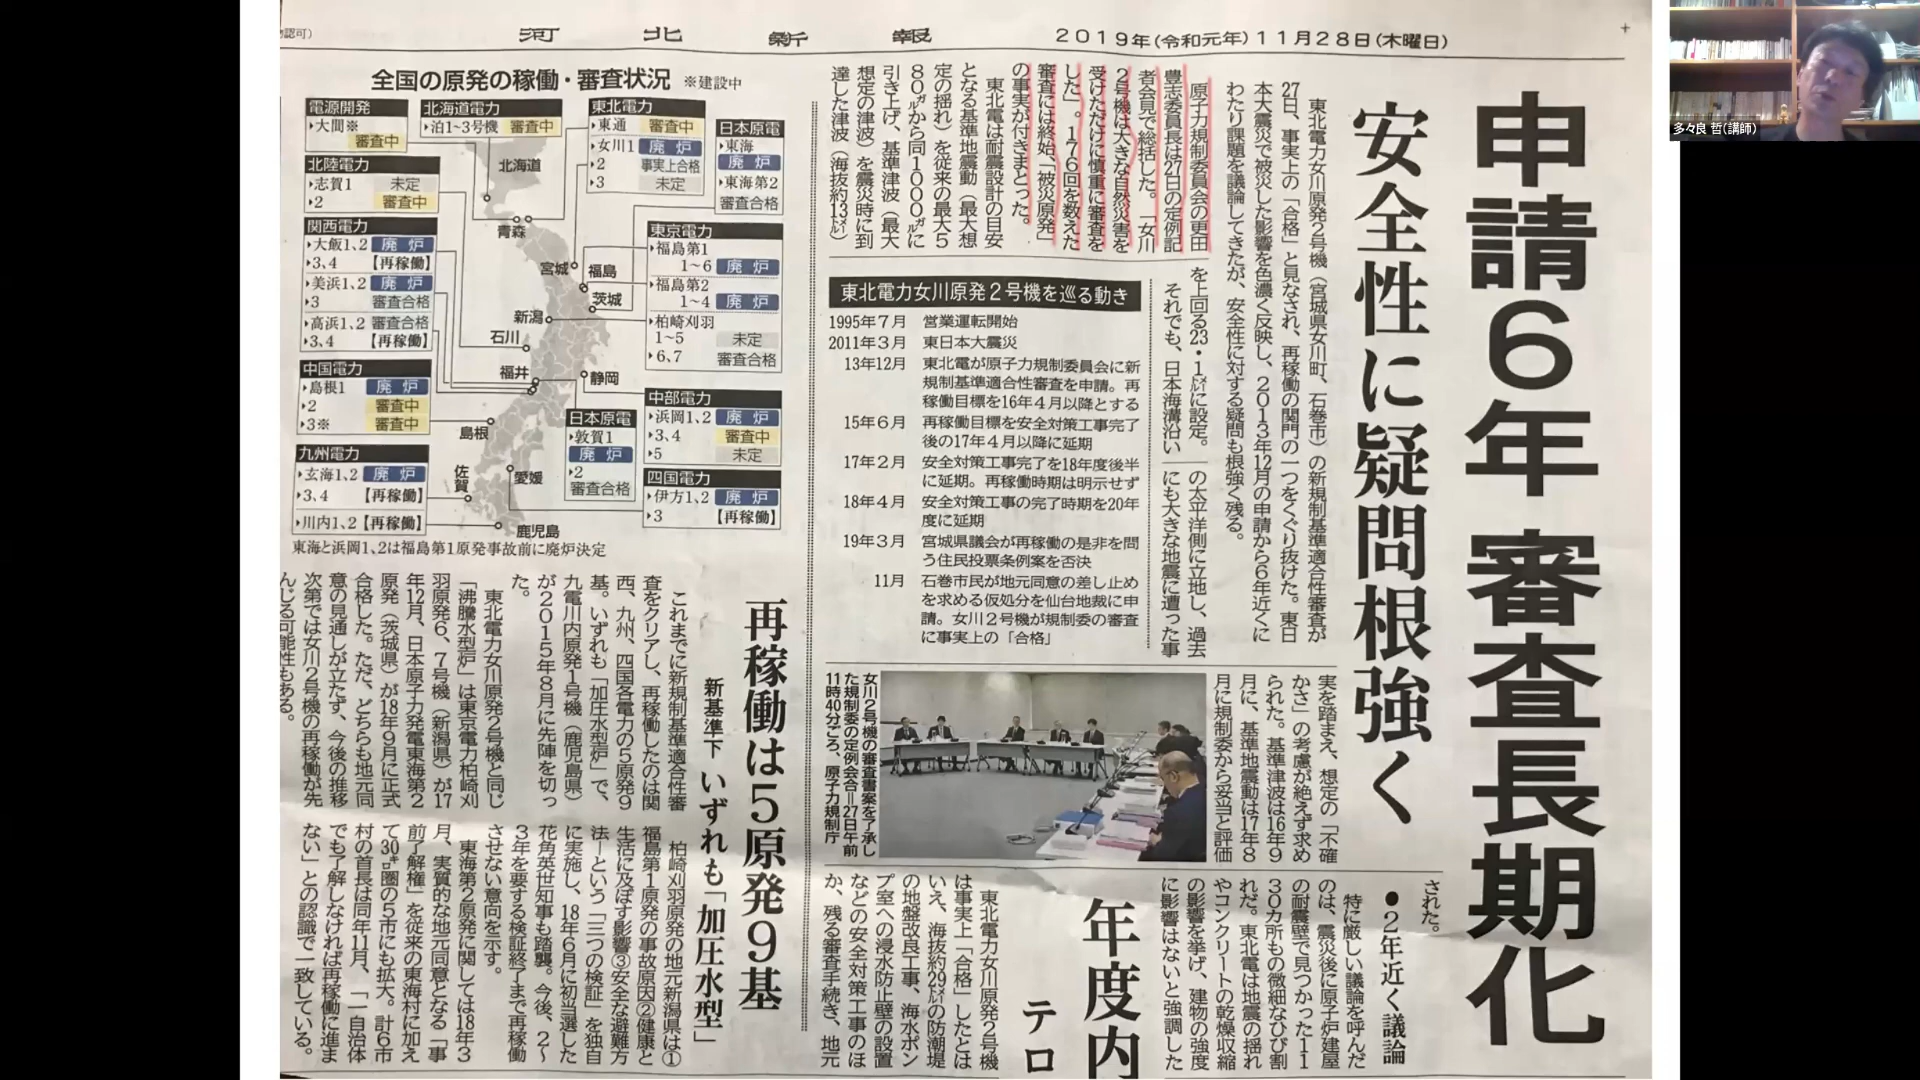 河北新報
2019年(令和元年)11月28日(木曜日)
多々良 哲(講師)
申請6年 審査長期化
安全性に疑問根強く
東北電力女川原発2号機(宮城県女川町、石巻市)の新規制基準適合性審査が
27日、事実上の「合格」と見なされ、再稼働の関門の一つをくぐり抜けた。東日
本大震災で被災した影響を色濃く反映し、2013年12月の申請から6年近くに
わたり課題を議論してきたが、安全性に対する疑問も根強く残る。
原子力規制委員会の更田
豊志委員長は27日の定例記
者会見で総括した。「女川
2号機は大きな自然災害を
受けただけに慎重に審査を
した」。176回を数えた
審査には終始、「被災原発」
の事実が付きまとった。
東北電は耐震設計の目安
となる基準地震動(最大想
定の揺れ)を従来の最大5
80ガルから同1000ガルに
引き上げ、基準津波(最大
想定の津波)を震災時に到
達した津波(海抜約13メートル)
を上回る23・1メートルに設定。
それでも、日本海溝沿い
の太平洋側に立地し、過去
にも大きな地震に遭った事
実を踏まえ、想定の「不確
かさ」の考慮が絶えず求め
られた。基準津波は16年9
月に、基準地震動は17年8
月に規制委から妥当と評価
された。
●2年近く議論
特に厳しい議論を呼んだ
のは、震災後に原子炉建屋
の耐震壁で見つかった11
30カ所もの微細なひび割
れだ。東北電は地震の揺れ
やコンクリートの乾燥収縮
の影響を挙げ、建物の強度
に影響はないと強調した
東北電力女川原発2号機を巡る動き
1995年7月 営業運転開始
2011年3月 東日本大震災
13年12月 東北電が原子力規制委員会に新
規制基準適合性審査を申請。再
稼働目標を16年4月以降とする
15年6月 再稼働目標を安全対策工事完了
後の17年4月以降に延期
17年2月 安全対策工事完了を18年度後半
に延期。再稼働時期は明示せず
18年4月 安全対策工事の完了時期を20年
度に延期
19年3月 宮城県議会が再稼働の是非を問
う住民投票条例案を否決
11月 石巻市民が地元同意の差し止め
を求める仮処分を仙台地裁に申
請。女川2号機が規制委の審査
に事実上の「合格」
女川2号機の審査書案を了承し
た規制委の定例会合=27日午前
11時40分ごろ、原子力規制庁
年度内
テロ
東北電力女川原発2号機
は事実上「合格」したとは
いえ、海抜約29メートルの防潮堤
の地盤改良工事、海水ポン
プ室への浸水防止壁の設置
などの安全対策工事のほ
か、残る審査手続き、地元
全国の原発の稼働・審査状況 ※建設中
電源開発
大間※
審査中
北海道電力
泊1~3号機 審査中
東北電力
東通 審査中
女川1 廃炉
2 事実上合格
3 未定
日本原電
東海
廃炉
東海第2
審査合格
北陸電力
志賀1 未定
2 審査中
関西電力
大飯1、2 廃炉
3、4 【再稼働】
美浜1、2 廃炉
3 審査合格
高浜1、2 審査合格
3、4 【再稼働】
東京電力
福島第1
1~6 廃炉
福島第2
1~4 廃炉
柏崎刈羽
1~5 未定
6、7 審査合格
中国電力
島根1 廃炉
2 審査中
3※ 審査中
中部電力
浜岡1、2 廃炉
3、4 審査中
5 未定
日本原電
敦賀1
廃炉
2
審査合格
九州電力
玄海1、2 廃炉
3、4 【再稼働】
川内1、2 【再稼働】
四国電力
伊方1、2 廃炉
3 【再稼働】
北海道
青森
宮城
福島
茨城
新潟
石川
福井
静岡
島根
佐賀
愛媛
鹿児島
東海と浜岡1、2は福島第1原発事故前に廃炉決定
再稼働は5原発9基
新基準下 いずれも「加圧水型」
これまでに新規制基準適合性審
査をクリアし、再稼働したのは関
西、九州、四国各電力の5原発9
基。いずれも「加圧水型炉」で、
九電川内原発1号機(鹿児島県)
が2015年8月に先陣を切っ
た。
東北電力女川原発2号機と同じ
「沸騰水型炉」は東京電力柏崎刈
羽原発6、7号機(新潟県)が17
年12月、日本原子力発電東海第2
原発(茨城県)が18年9月に正式
合格した。ただ、どちらも地元同
意の見通しが立たず、今後の推移
次第では女川2号機の再稼働が先
んじる可能性もある。
柏崎刈羽原発の地元新潟県は①
福島第1原発の事故原因②健康と
生活に及ぼす影響③安全な避難方
法―という「三つの検証」を独自
に実施し、18年6月に初当選した
花角英世知事も踏襲。今後、2~
3年を要する検証終了まで再稼働
させない意向を示す。
東海第2原発に関しては18年3
月、実質的な地元同意となる「事
前了解権」を従来の東海村に加え
て30キロ圏の5市にも拡大。計6市
村の首長は同年11月、「一自治体
でも了解しなければ再稼働に進ま
ない」との認識で一致している。